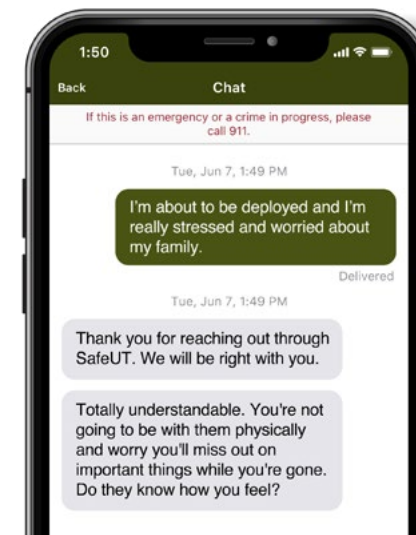 1:50
Back
Chat
If this is an emergency or a crime in progress, please
call 911.
Tue, Jun 7, 1:49 PM
I'm about to be deployed and I'm
really stressed and worried about
my family.
Delivered
Tue, Jun 7, 1:49 PM
Thank you for reaching out through
SafeUT. We will be right with you.
Totally understandable. You're not
going to be with them physically
and worry you'll miss out on
important things while you're gone.
Do they know how you feel?